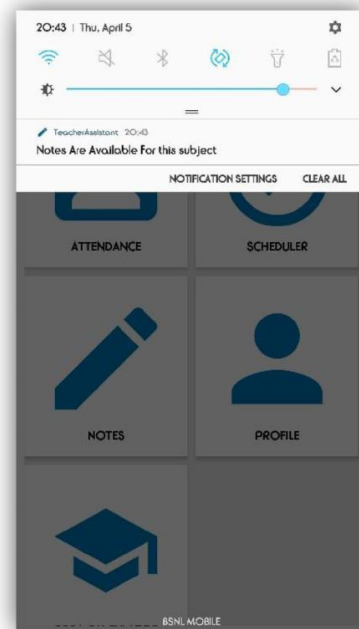 20:43 | Thu, April 5
TeacherAssistant 20:43
Notes Are Available For this subject
NOTIFICATION SETTINGS CLEAR ALL
ATTENDANCE SCHEDULER
NOTES PROFILE
BSNL MOBILE